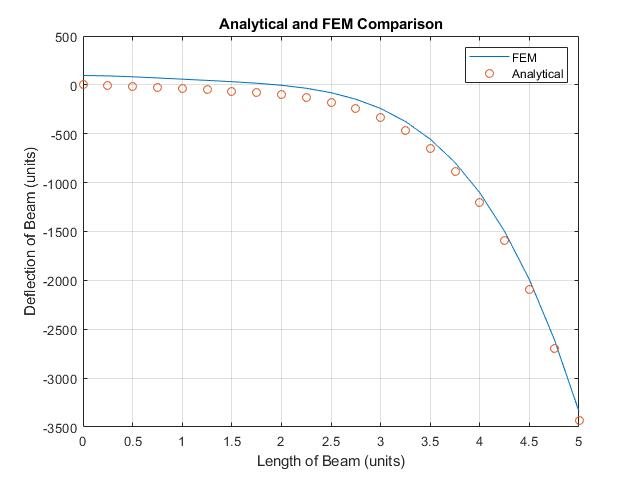 Analytical and FEM Comparison
500
0
-500
-1000
-1500
-2000
-2500
-3000
-3500
Deflection of Beam (units)
FEM
Analytical
0 0.5 1 1.5 2 2.5 3 3.5 4 4.5 5
Length of Beam (units)